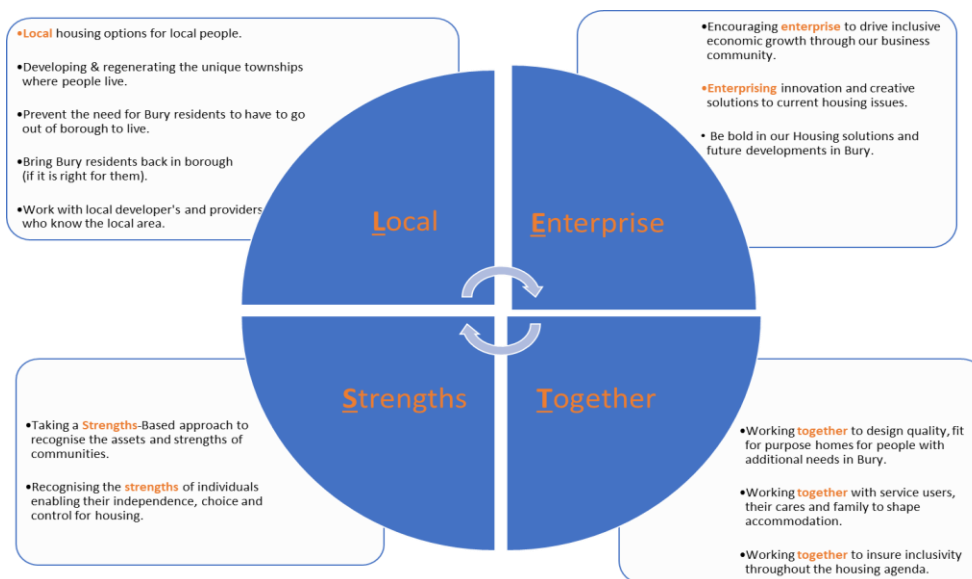 •Local housing options for local people.
•Developing & regenerating the unique townships
where people live.
•Prevent the need for Bury residents to have to go
out of borough to live.
•Bring Bury residents back in borough
(if it is right for them).
•Work with local developer's and providers
who know the local area.
•Encouraging enterprise to drive inclusive
economic growth through our business
community.
•Enterprising innovation and creative
solutions to current housing issues.
• Be bold in our Housing solutions and
future developments in Bury.
Local
Enterprise
Strengths
Together
•Taking a Strengths-Based approach to
recognise the assets and strengths of
communities.
•Recognising the strengths of individuals
enabling their independence, choice and
control for housing.
•Working together to design quality, fit
for purpose homes for people with
additional needs in Bury.
•Working together with service users,
their cares and family to shape
accommodation.
•Working together to insure inclusivity
throughout the housing agenda.